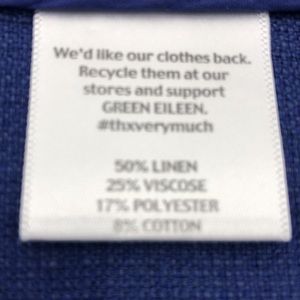 We'd like our clothes back.
Recycle them at our
stores and support
GREEN EILEEN.
#thxverymuch
50% LINEN
25% VISCOSE
17% POLYESTER
8% COTTON